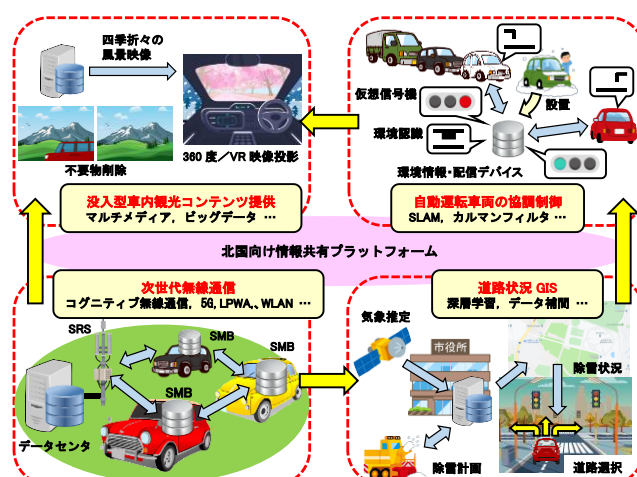 四季折々の
風景映像
不要物削除
360 度／VR 映像投影
没入型車内観光コンテンツ提供
マルチメディア，ビッグデータ …
仮想信号機
設置
環境認識
環境情報・配信デバイス
自動運転車両の協調制御
SLAM，カルマンフィルタ …
北国向け情報共有プラットフォーム
次世代無線通信
コグニティブ無線通信，5G，LPWA,、WLAN …
SRS
SMB
SMB
SMB
データセンタ
道路状況 GIS
深層学習，データ補間 …
気象推定
市役所
除雪状況
除雪計画
道路選択